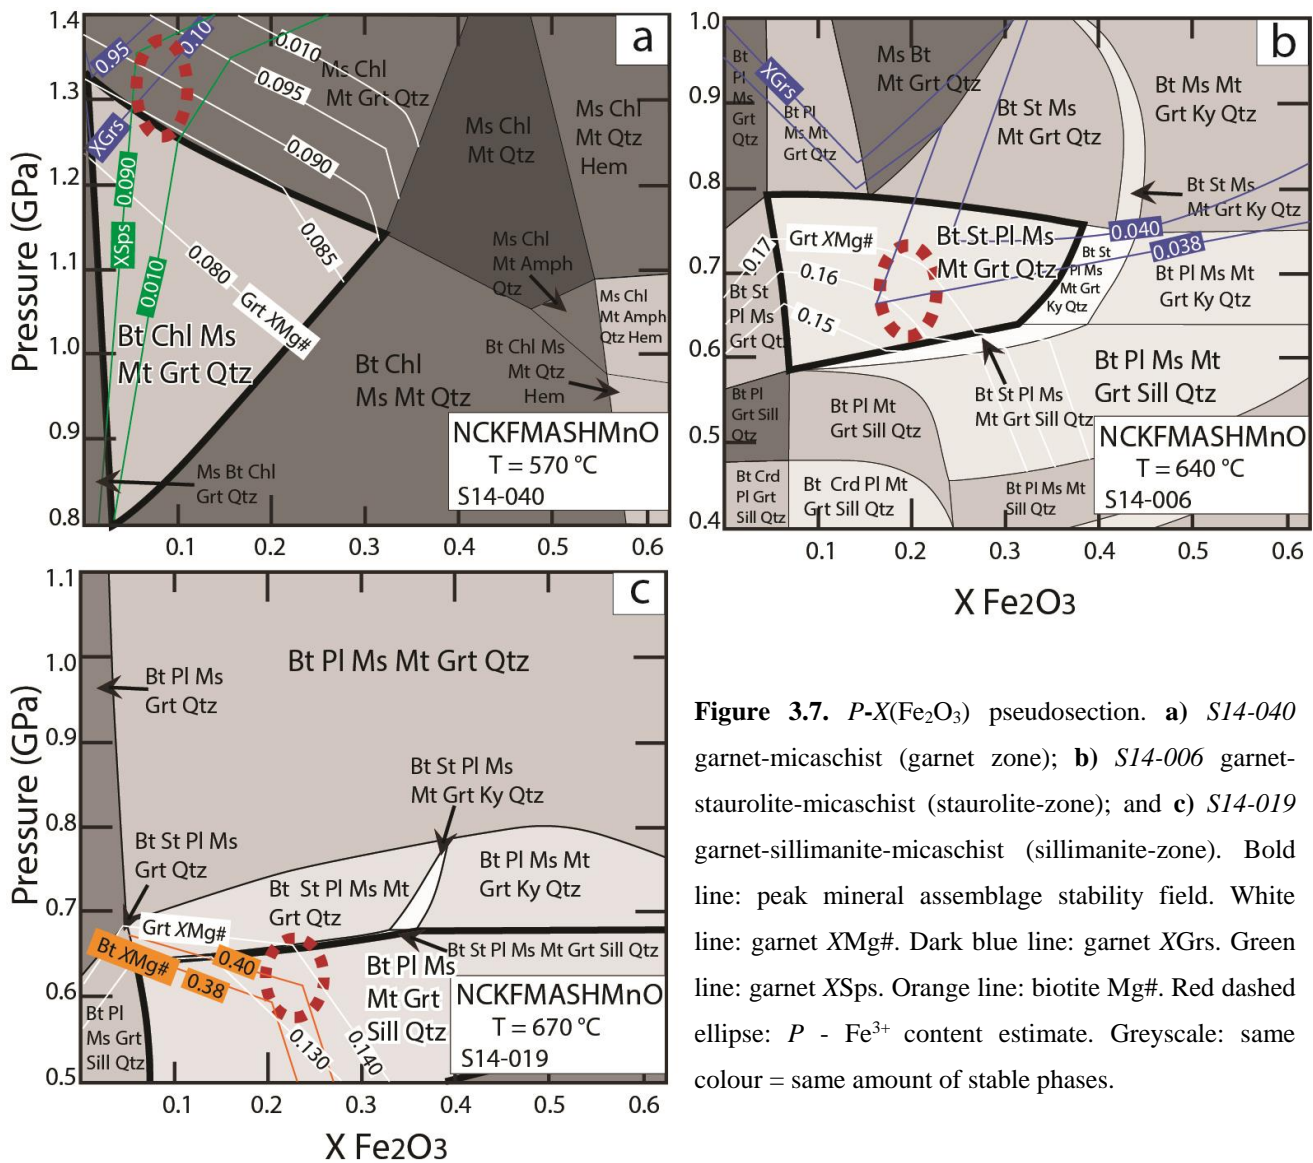 1.4
1.3
1.2
1.1
1.0
0.9
0.8
Pressure (GPa)
a
0.95
0.10
0.010
Ms Chl
Mt Grt Qtz
0.095
XGrs
0.090
0.090
XSps
0.010
0.085
0.080
Grt XMg#
Ms Chl
Mt Qtz
Ms Chl
Mt Qtz
Hem
Ms Chl
Mt Amph
Qtz
Ms Chl
Mt Amph
Qtz Hem
Bt Chl Ms
Mt Grt Qtz
Bt Chl
Ms Mt Qtz
Bt Chl Ms
Mt Qtz
Hem
Ms Bt Chl
Grt Qtz
NCKFMASHMnO
T = 570 °C
S14-040
0.1
0.2
0.3
0.4
0.5
0.6
1.0
0.9
0.8
0.7
0.6
0.5
0.4
b
Bt
Pl
Ms
Grt
Qtz
XGrs
Bt Pl
Ms Mt
Grt Qtz
Ms Bt
Mt Grt Qtz
Bt St Ms
Mt Grt Qtz
Bt Ms Mt
Grt Ky Qtz
Bt St Ms
Mt Grt Ky Qtz
0.17
Grt XMg#
0.16
0.15
Bt St Pl Ms
Mt Grt Qtz
0.040
0.038
Bt St
Pl Ms
Mt Grt
Ky Qtz
Bt Pl Ms Mt
Grt Ky Qtz
Bt St
Pl Ms
Grt Qtz
Bt Pl Ms Mt
Grt Sill Qtz
Bt St Pl Ms
Mt Grt Sill Qtz
Bt Pl
Grt Sill
Qtz
Bt Pl Mt
Grt Sill Qtz
Bt Crd
Pl Grt
Sill Qtz
Bt Crd Pl Mt
Grt Sill Qtz
Bt Pl Ms Mt
Sill Qtz
NCKFMASHMnO
T = 640 °C
S14-006
0.1
0.2
0.3
0.4
0.5
0.6
X Fe2O3
1.1
1.0
0.9
0.8
0.7
0.6
0.5
Pressure (GPa)
c
Bt Pl Ms Mt Grt Qtz
Bt Pl Ms
Grt Qtz
Bt St Pl Ms
Mt Grt Ky Qtz
Bt St Pl Ms
Grt Qtz
Bt St Pl Ms Mt
Grt Qtz
Bt Pl Ms Mt
Grt Ky Qtz
Grt XMg#
Bt XMg#
0.40
0.38
Bt St Pl Ms Mt Grt Sill Qtz
Bt Pl Ms
Mt Grt
Sill Qtz
Bt Pl
Ms Grt
Sill Qtz
0.130
0.140
NCKFMASHMnO
T = 670 °C
S14-019
0.1
0.2
0.3
0.4
0.5
0.6
X Fe2O3
Figure 3.7. P-X(Fe₂O₃) pseudosection. a) S14-040
garnet-micaschist (garnet zone); b) S14-006 garnet-
staurolite-micaschist (staurolite-zone); and c) S14-019
garnet-sillimanite-micaschist (sillimanite-zone). Bold
line: peak mineral assemblage stability field. White
line: garnet XMg#. Dark blue line: garnet XGrs. Green
line: garnet XSps. Orange line: biotite Mg#. Red dashed
ellipse: P - Fe³⁺ content estimate. Greyscale: same
colour = same amount of stable phases.